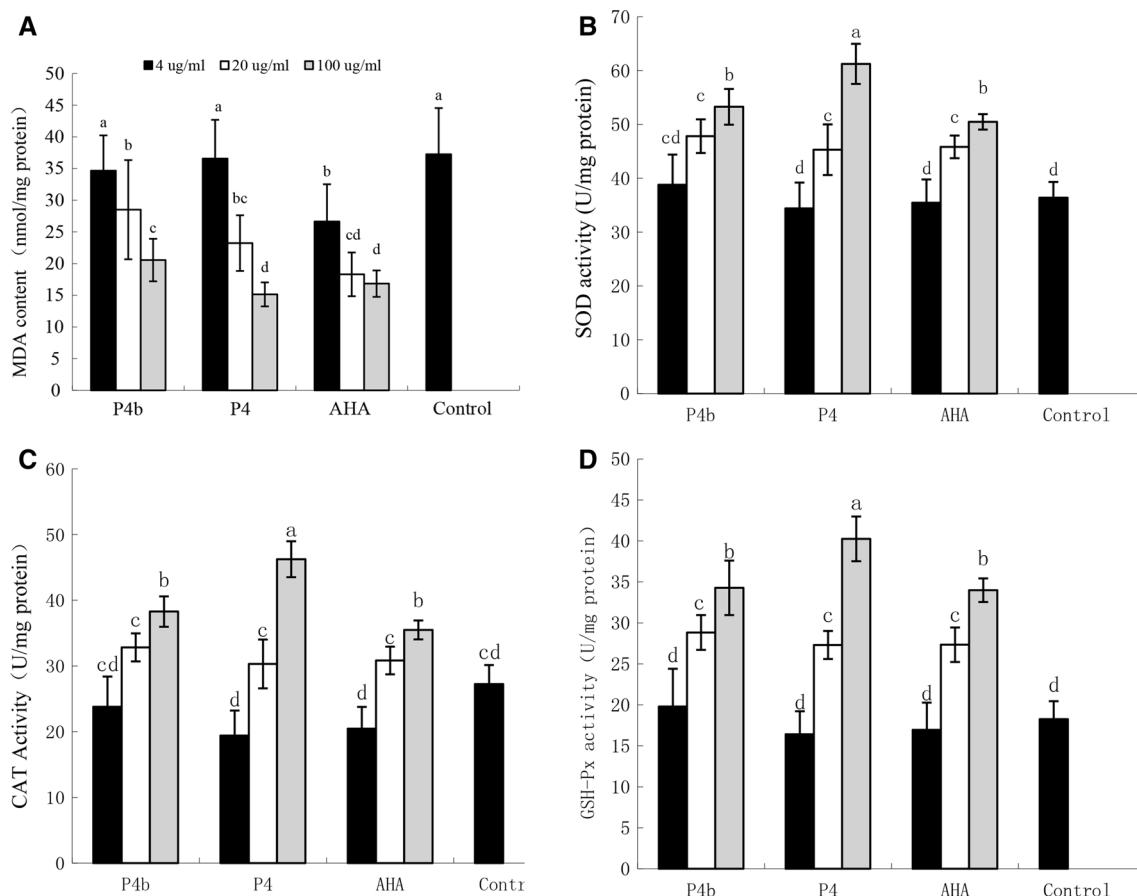 A
4 ug/ml 20 ug/ml 100 ug/ml
MDA content (nmol/mg protein)
50
45
40
35
30
25
20
15
10
5
0
a b c
a bc d
b cd d
a
P4b P4 AHA Control
B
SOD activity (U/mg protein)
70
60
50
40
30
20
10
0
cd c b
d c a
d c b
d
P4b P4 AHA Control
C
CAT Activity (U/mg protein)
60
50
40
30
20
10
0
cd c b
d c a
d c b
cd
P4b P4 AHA Contr
D
GSH-Px activity (U/mg protein)
50
45
40
35
30
25
20
15
10
5
0
d c b
d c a
d c b
d
P4b P4 AHA Control